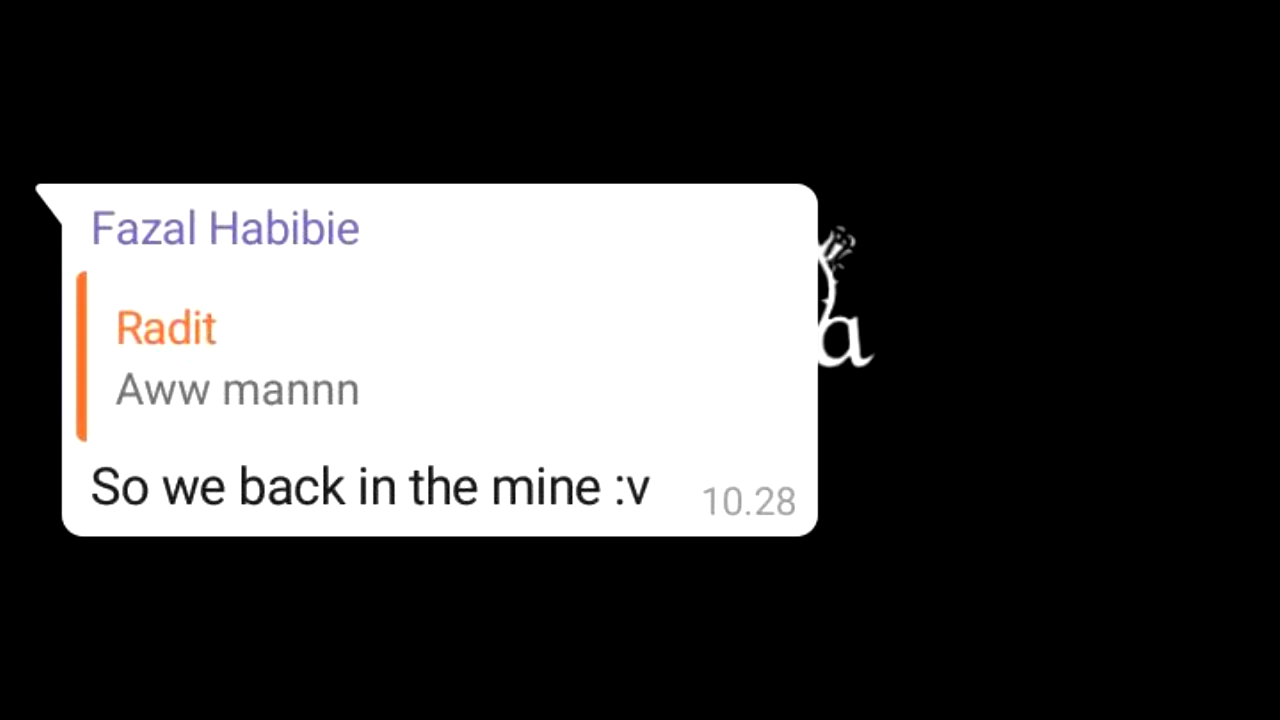 Fazal Habibie
Radit
Aww mannn
So we back in the mine :v
10.28
a